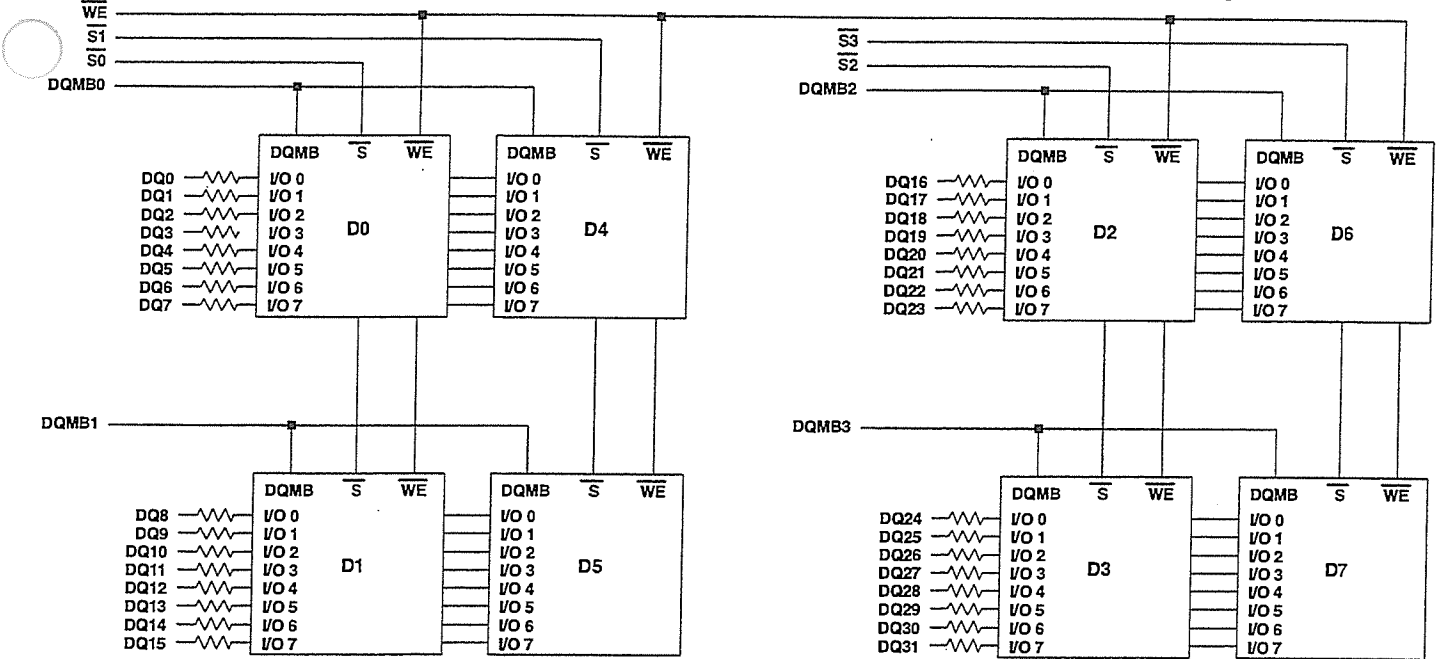 WE
S1
S0
DQMB0
S3
S2
DQMB2
DQMB S WE
I/O 0
I/O 1
I/O 2
I/O 3
I/O 4
I/O 5
I/O 6
I/O 7
D0
DQ0
DQ1
DQ2
DQ3
DQ4
DQ5
DQ6
DQ7
DQMB S WE
I/O 0
I/O 1
I/O 2
I/O 3
I/O 4
I/O 5
I/O 6
I/O 7
D4
DQMB S WE
I/O 0
I/O 1
I/O 2
I/O 3
I/O 4
I/O 5
I/O 6
I/O 7
D2
DQ16
DQ17
DQ18
DQ19
DQ20
DQ21
DQ22
DQ23
DQMB S WE
I/O 0
I/O 1
I/O 2
I/O 3
I/O 4
I/O 5
I/O 6
I/O 7
D6
DQMB1
DQMB S WE
I/O 0
I/O 1
I/O 2
I/O 3
I/O 4
I/O 5
I/O 6
I/O 7
D1
DQ8
DQ9
DQ10
DQ11
DQ12
DQ13
DQ14
DQ15
DQMB S WE
I/O 0
I/O 1
I/O 2
I/O 3
I/O 4
I/O 5
I/O 6
I/O 7
D5
DQMB3
DQMB S WE
I/O 0
I/O 1
I/O 2
I/O 3
I/O 4
I/O 5
I/O 6
I/O 7
D3
DQ24
DQ25
DQ26
DQ27
DQ28
DQ29
DQ30
DQ31
DQMB S WE
I/O 0
I/O 1
I/O 2
I/O 3
I/O 4
I/O 5
I/O 6
I/O 7
D7